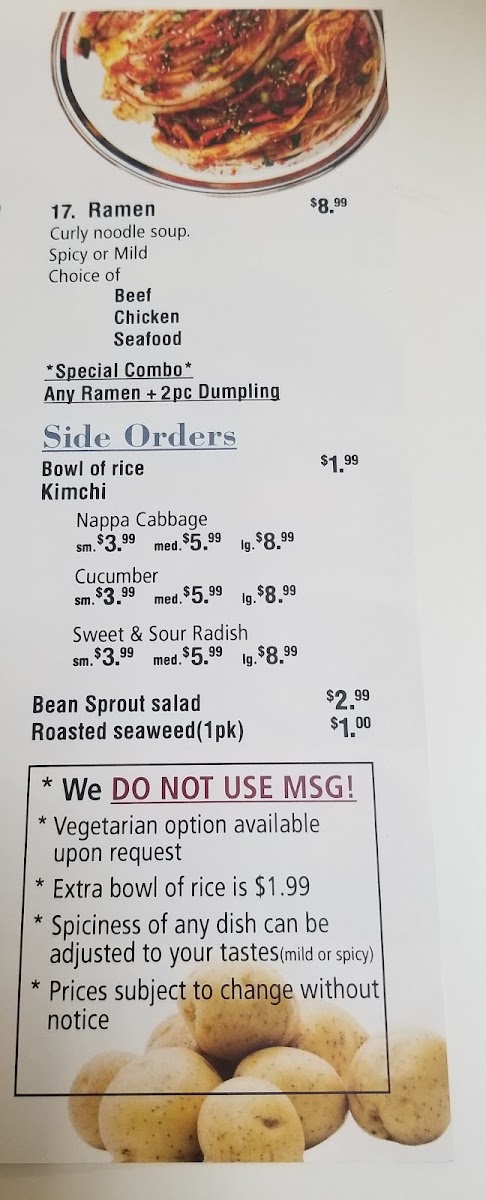 17. Ramen $8.99
Curly noodle soup.
Spicy or Mild
Choice of
Beef
Chicken
Seafood
*Special Combo*
Any Ramen + 2pc Dumpling
Side Orders
Bowl of rice $1.99
Kimchi
Nappa Cabbage
sm.$3.99 med.$5.99 lg.$8.99
Cucumber
sm.$3.99 med.$5.99 lg.$8.99
Sweet & Sour Radish
sm.$3.99 med.$5.99 lg.$8.99
Bean Sprout salad $2.99
Roasted seaweed(1pk) $1.00
* We DO NOT USE MSG!
* Vegetarian option available
upon request
* Extra bowl of rice is $1.99
* Spiciness of any dish can be
adjusted to your tastes(mild or spicy)
* Prices subject to change without
notice